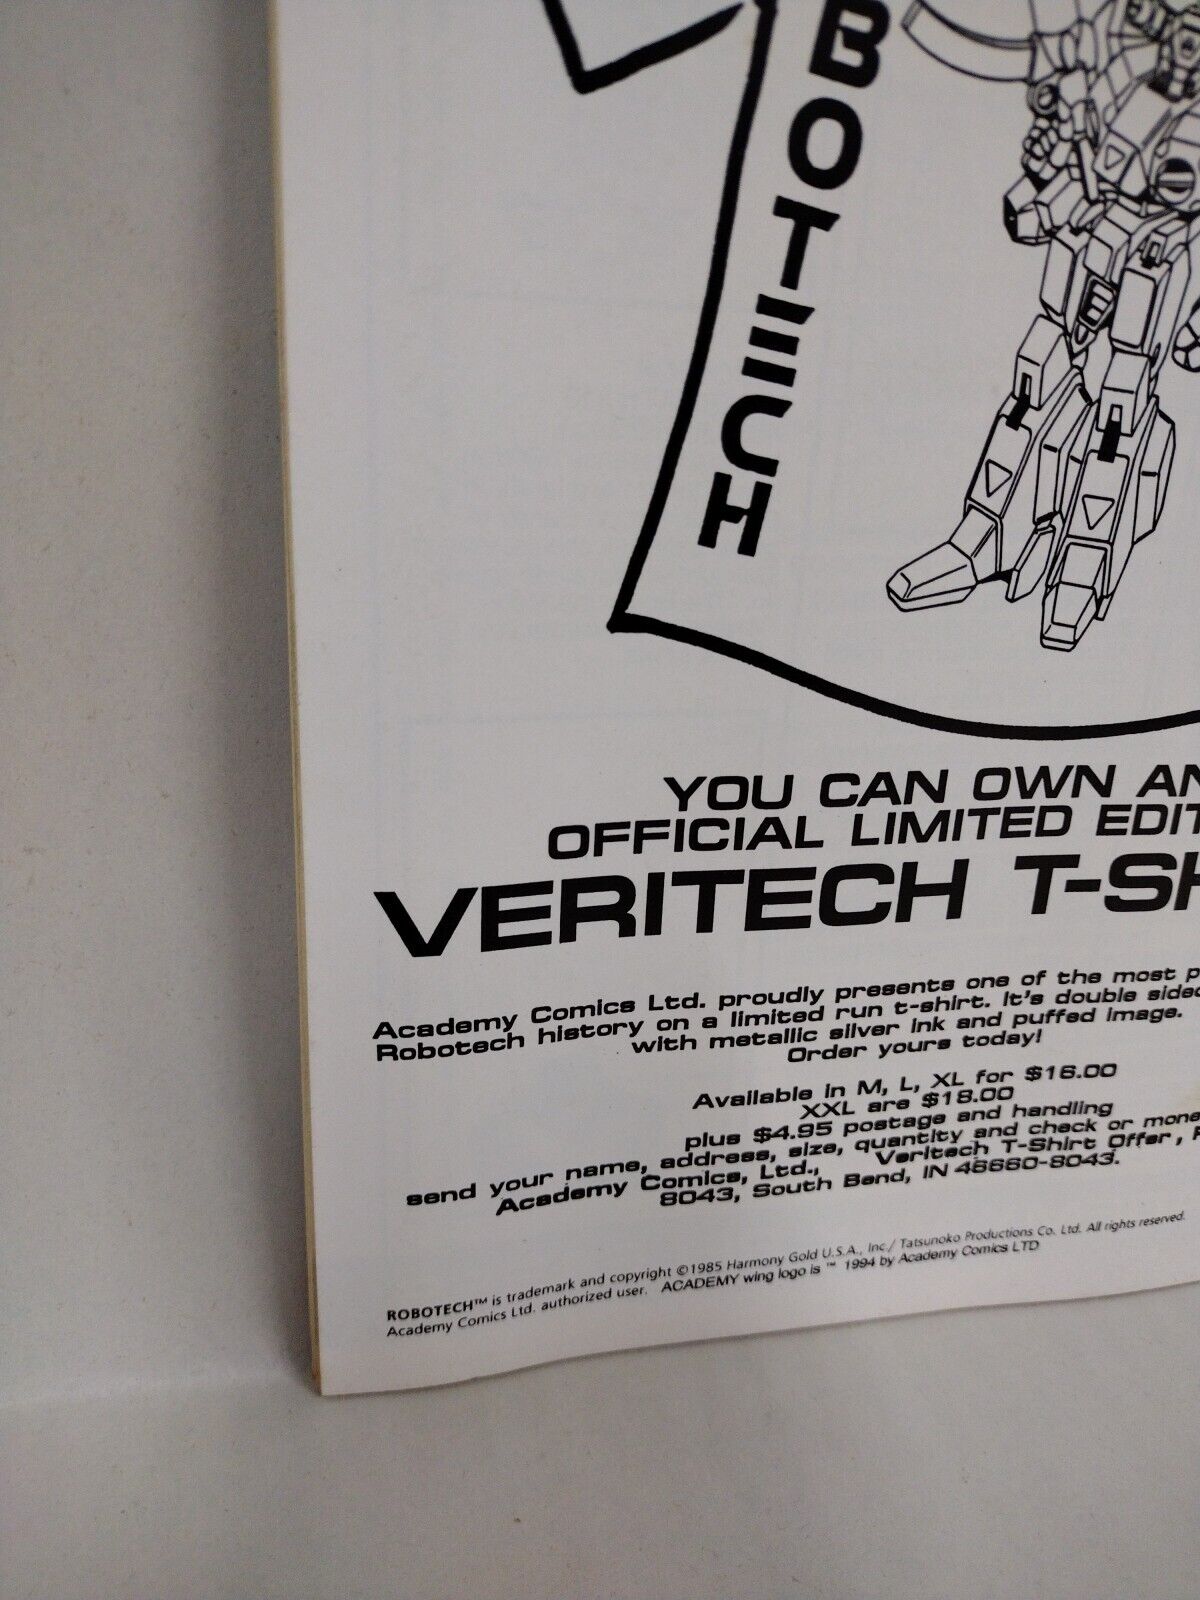 BOTECH
YOU CAN OWN AN
OFFICIAL LIMITED
VERITECH
Academy Comics Ltd. proudly presents one of the most
Robotech history on a limited run t-shirt. It's double sided
with metallic silver ink and puffed image.
Order yours today!
Available in M, L, XL for $16.00
XXL are $18.00
plus $4.95 postage and handling
send your name, address, size, quantity and check or
Academy Comics, Ltd., Veritech T-Shirt Offer,
8043, South Bend, IN 46660-8043.
ROBOTECH™ is trademark and copyright ©1985 Harmony Gold U.S.A., Inc./ Tatsunoko Productions Co. Ltd. All rights reserved.
Academy Comics Ltd. authorized user. ACADEMY wing logo is ™ 1994 by Academy Comics LTD